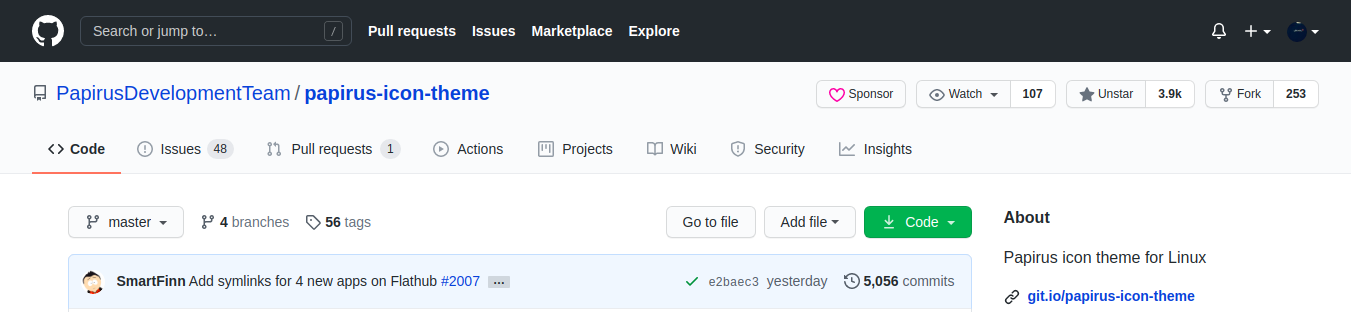 Search or jump to… / Pull requests Issues Marketplace Explore
PapirusDevelopmentTeam / papirus-icon-theme Sponsor Watch 107 Unstar 3.9k Fork 253
Code Issues 48 Pull requests 1 Actions Projects Wiki Security Insights
master 4 branches 56 tags Go to file Add file Code
About
Papirus icon theme for Linux
SmartFinn Add symlinks for 4 new apps on Flathub #2007 … e2baec3 yesterday 5,056 commits
git.io/papirus-icon-theme